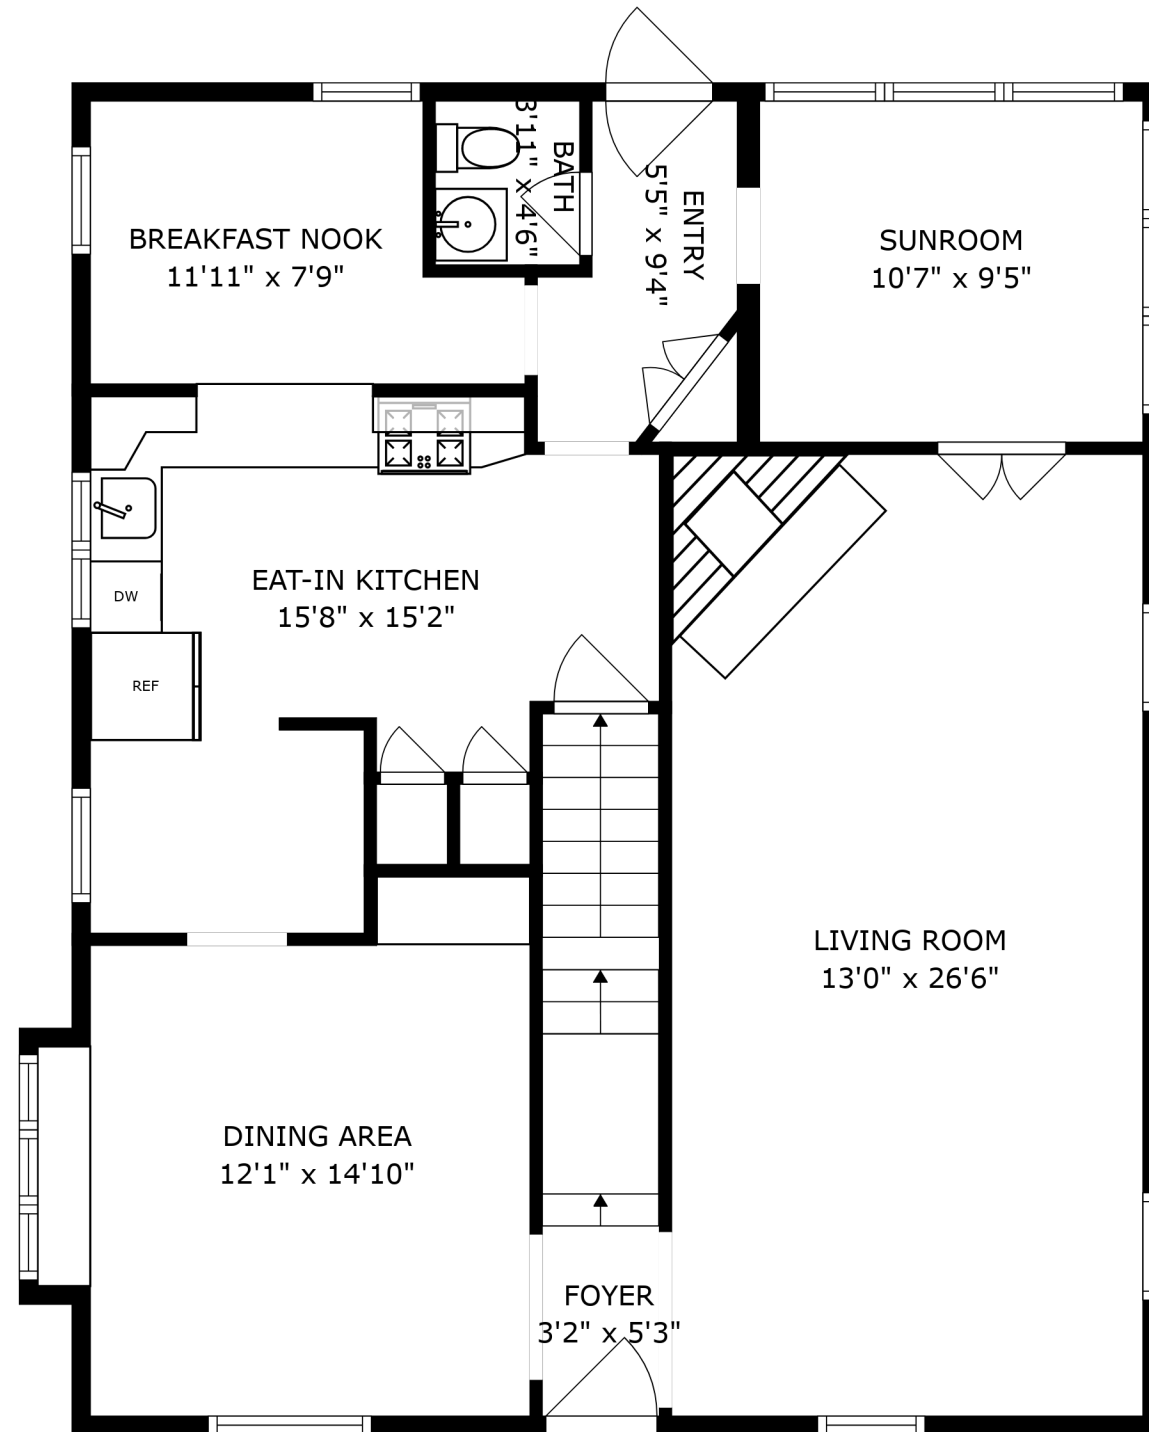 BREAKFAST NOOK
11'11" x 7'9"
BATH
3'11" x 4'6"
ENTRY
5'5" x 9'4"
SUNROOM
10'7" x 9'5"
EAT-IN KITCHEN
15'8" x 15'2"
DW
REF
LIVING ROOM
13'0" x 26'6"
DINING AREA
12'1" x 14'10"
FOYER
3'2" x 5'3"